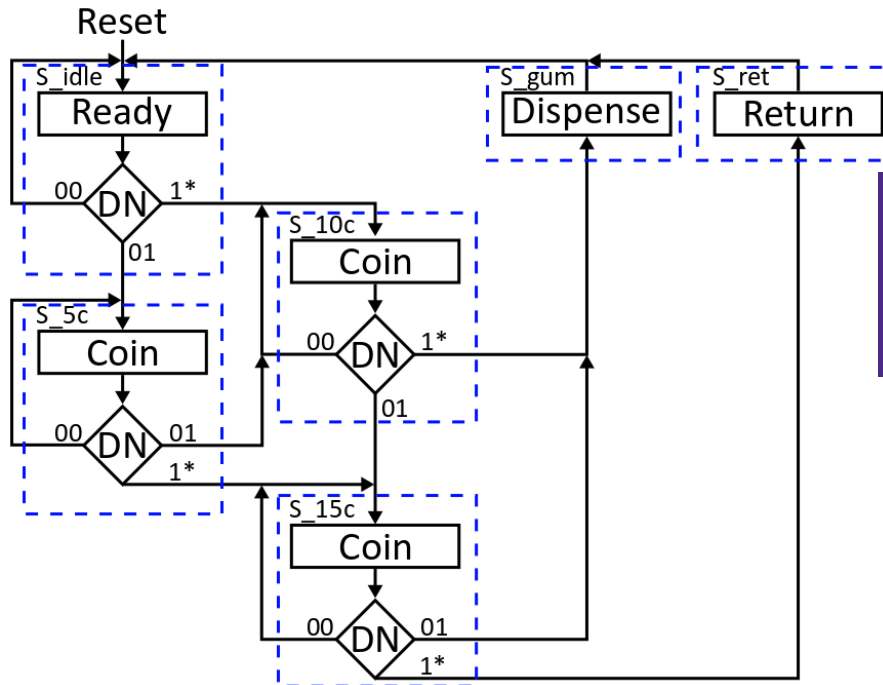 Reset
S_idle
S_gum
S_ret
Ready
Dispense
Return
00
DN
1*
01
S_10c
Coin
S_5c
Coin
00
DN
1*
01
00
DN
01
1*
S_15c
Coin
00
DN
01
1*